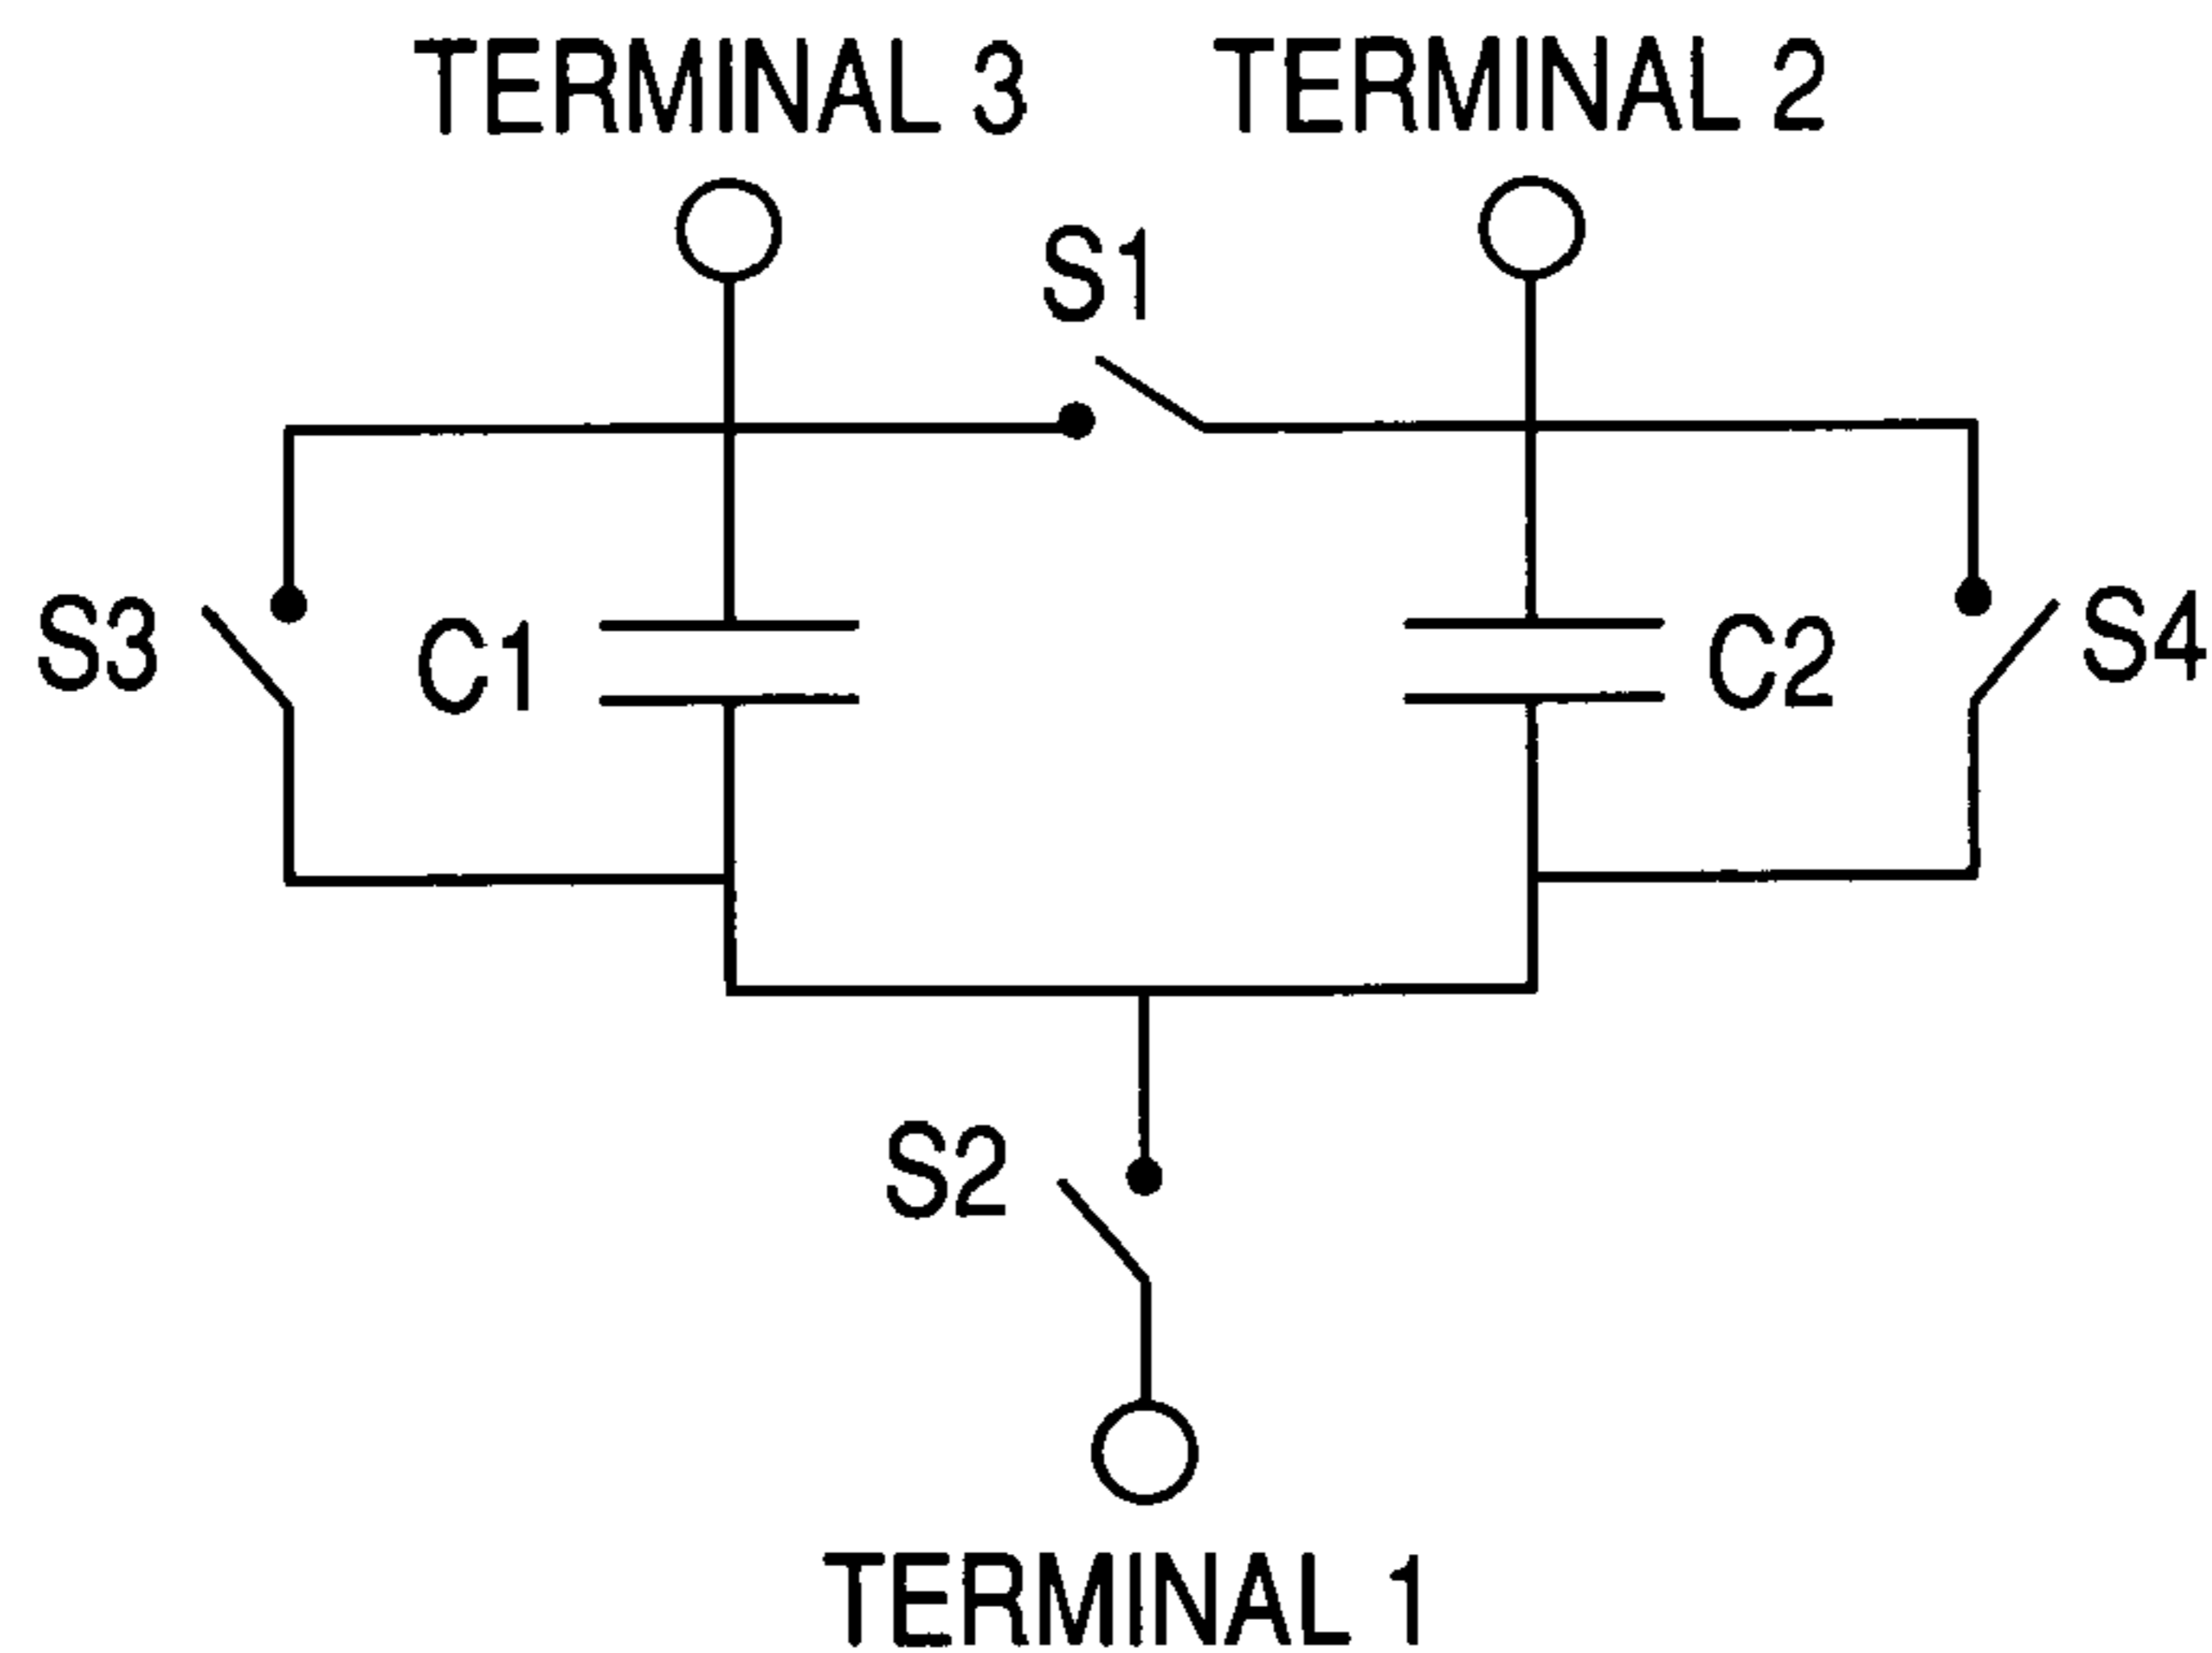 TERMINAL 3
TERMINAL 2
S1
S3
C1
C2
S4
S2
TERMINAL 1